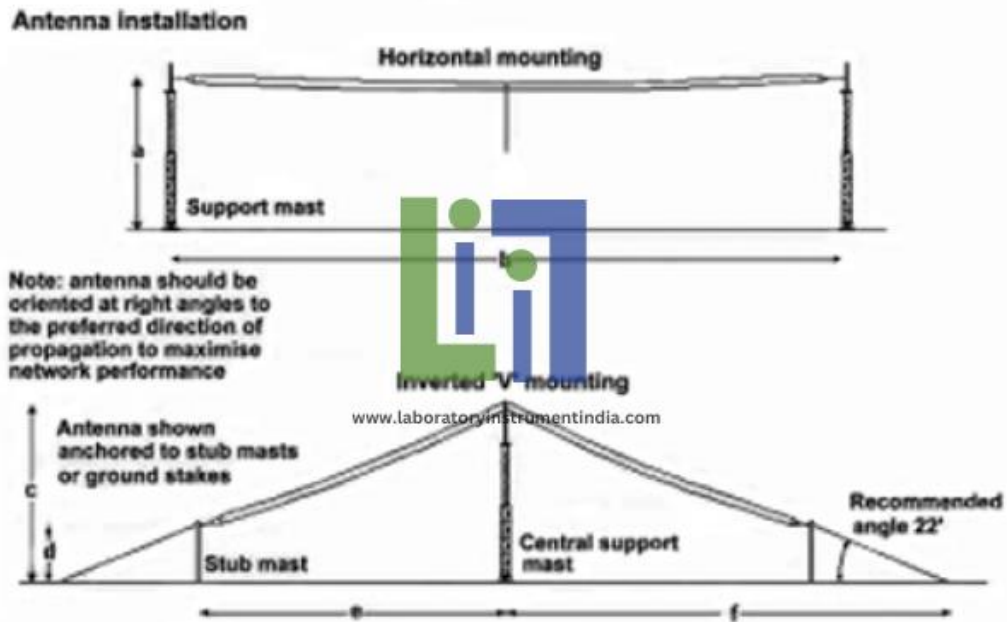 Antenna installation
Horizontal mounting
a
Support mast
b
Note: antenna should be
oriented at right angles to
the preferred direction of
propagation to maximise
network performance
Inverted 'V' mounting
www.laboratoryinstrumentindia.com
Antenna shown
anchored to stub masts
or ground stakes
c
d
Stub mast
Central support
mast
Recommended
angle 22'
e
f